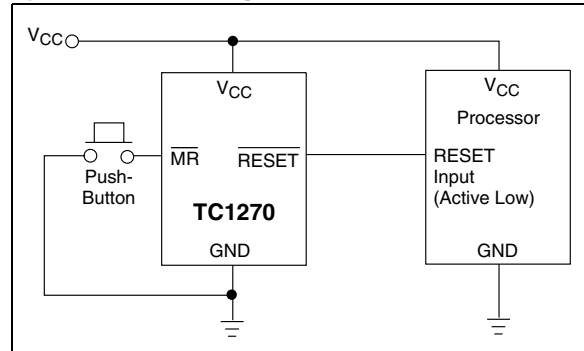 VCC
VCC
MR
RESET
TC1270
GND
Push-
Button
VCC
Processor
RESET
Input
(Active Low)
GND